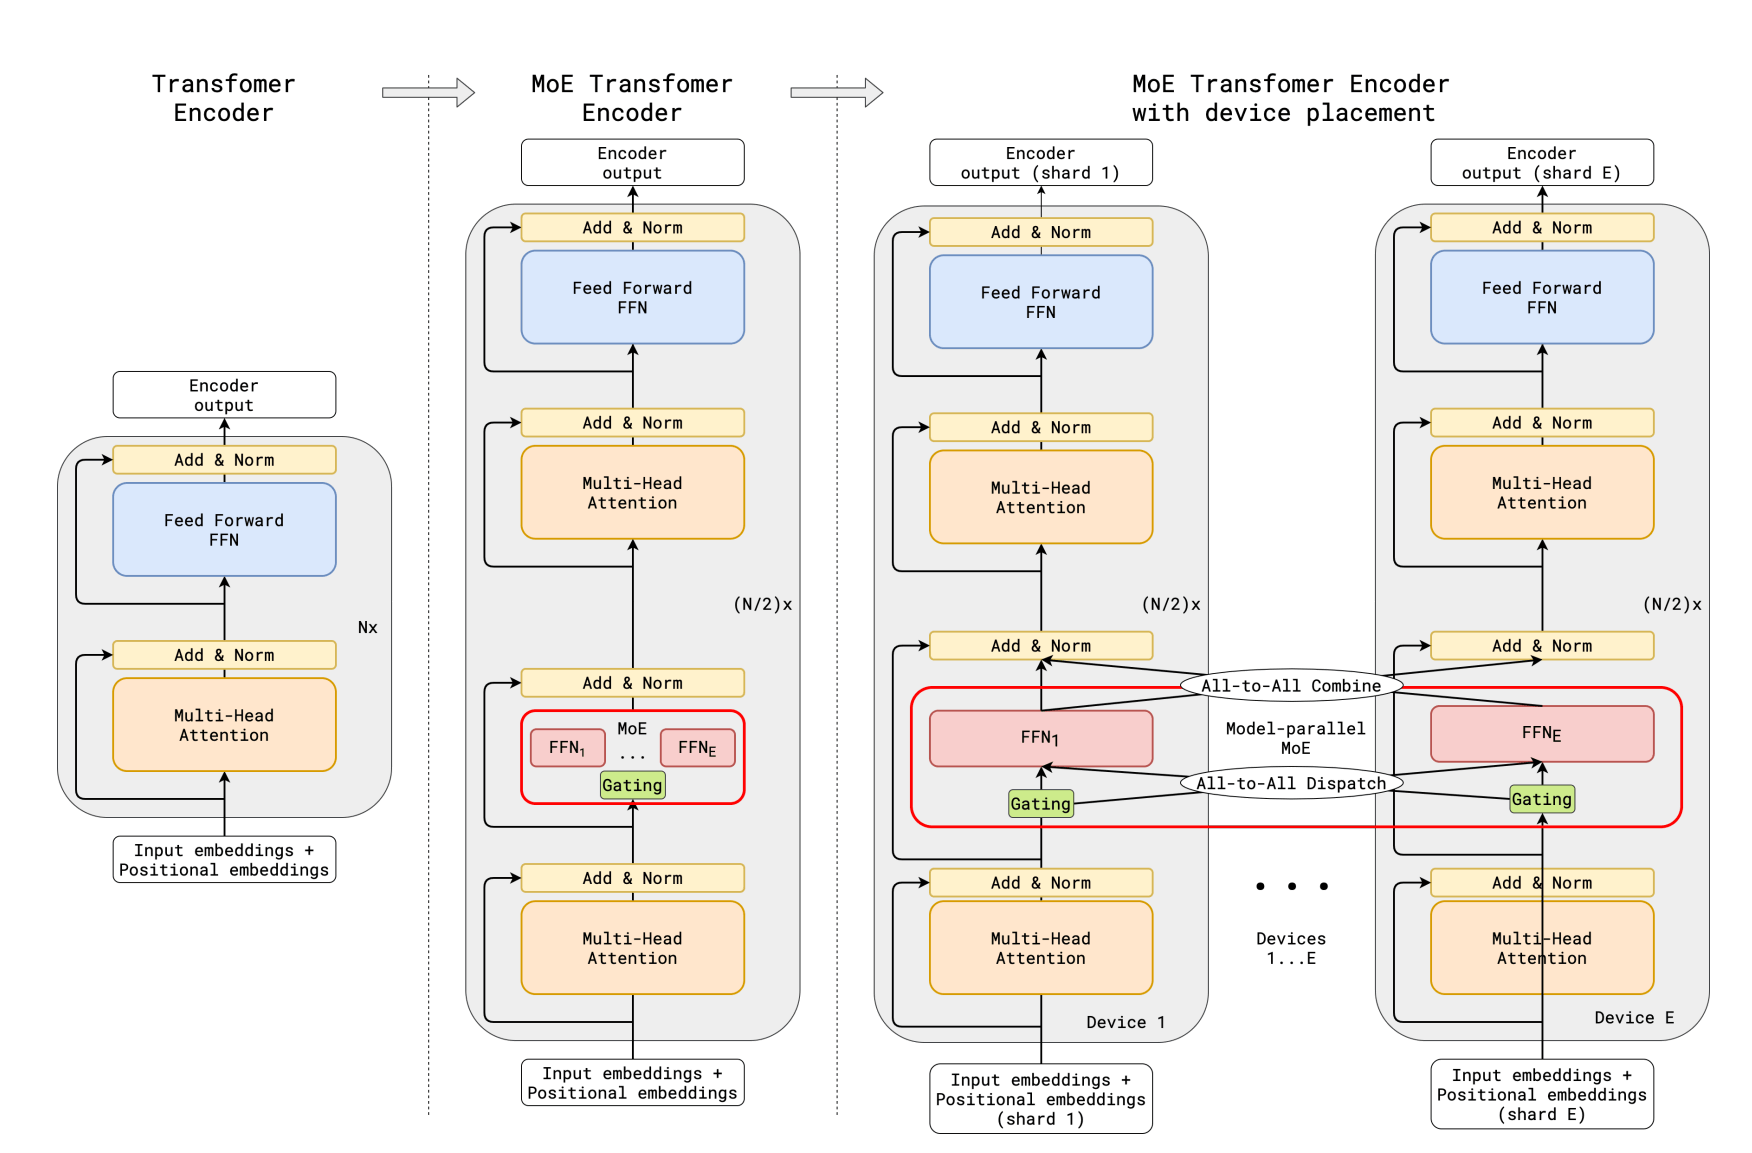 Transfomer
Encoder
Encoder
output
Add & Norm
Feed Forward
FFN
Nx
Add & Norm
Multi-Head
Attention
Input embeddings +
Positional embeddings
MoE Transfomer
Encoder
Encoder
output
Add & Norm
Feed Forward
FFN
Add & Norm
Multi-Head
Attention
(N/2)x
Add & Norm
MoE
FFN1 ... FFNE
Gating
Add & Norm
Multi-Head
Attention
Input embeddings +
Positional embeddings
MoE Transfomer Encoder
with device placement
Encoder
output (shard 1)
Add & Norm
Feed Forward
FFN
Add & Norm
Multi-Head
Attention
(N/2)x
Add & Norm
FFN1
Gating
Add & Norm
Multi-Head
Attention
Device 1
Input embeddings +
Positional embeddings
(shard 1)
All-to-All Combine
Model-parallel
MoE
All-to-All Dispatch
Devices
1...E
Encoder
output (shard E)
Add & Norm
Feed Forward
FFN
Add & Norm
Multi-Head
Attention
(N/2)x
Add & Norm
FFNE
Gating
Add & Norm
Multi-Head
Attention
Device E
Input embeddings +
Positional embeddings
(shard E)